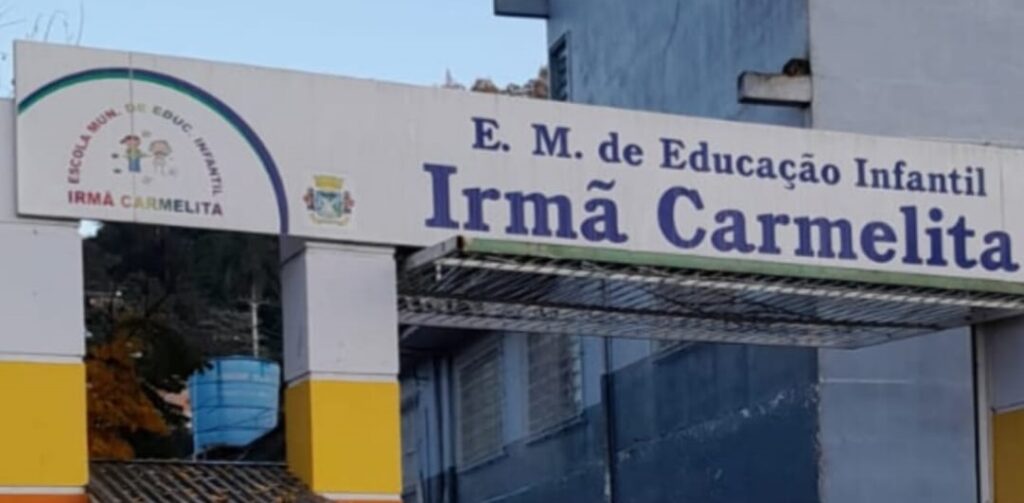 ESCOLA MUN. DE EDUC. INFANTIL
IRMÃ CARMELITA
E. M. de Educação Infantil
Irmã Carmelita